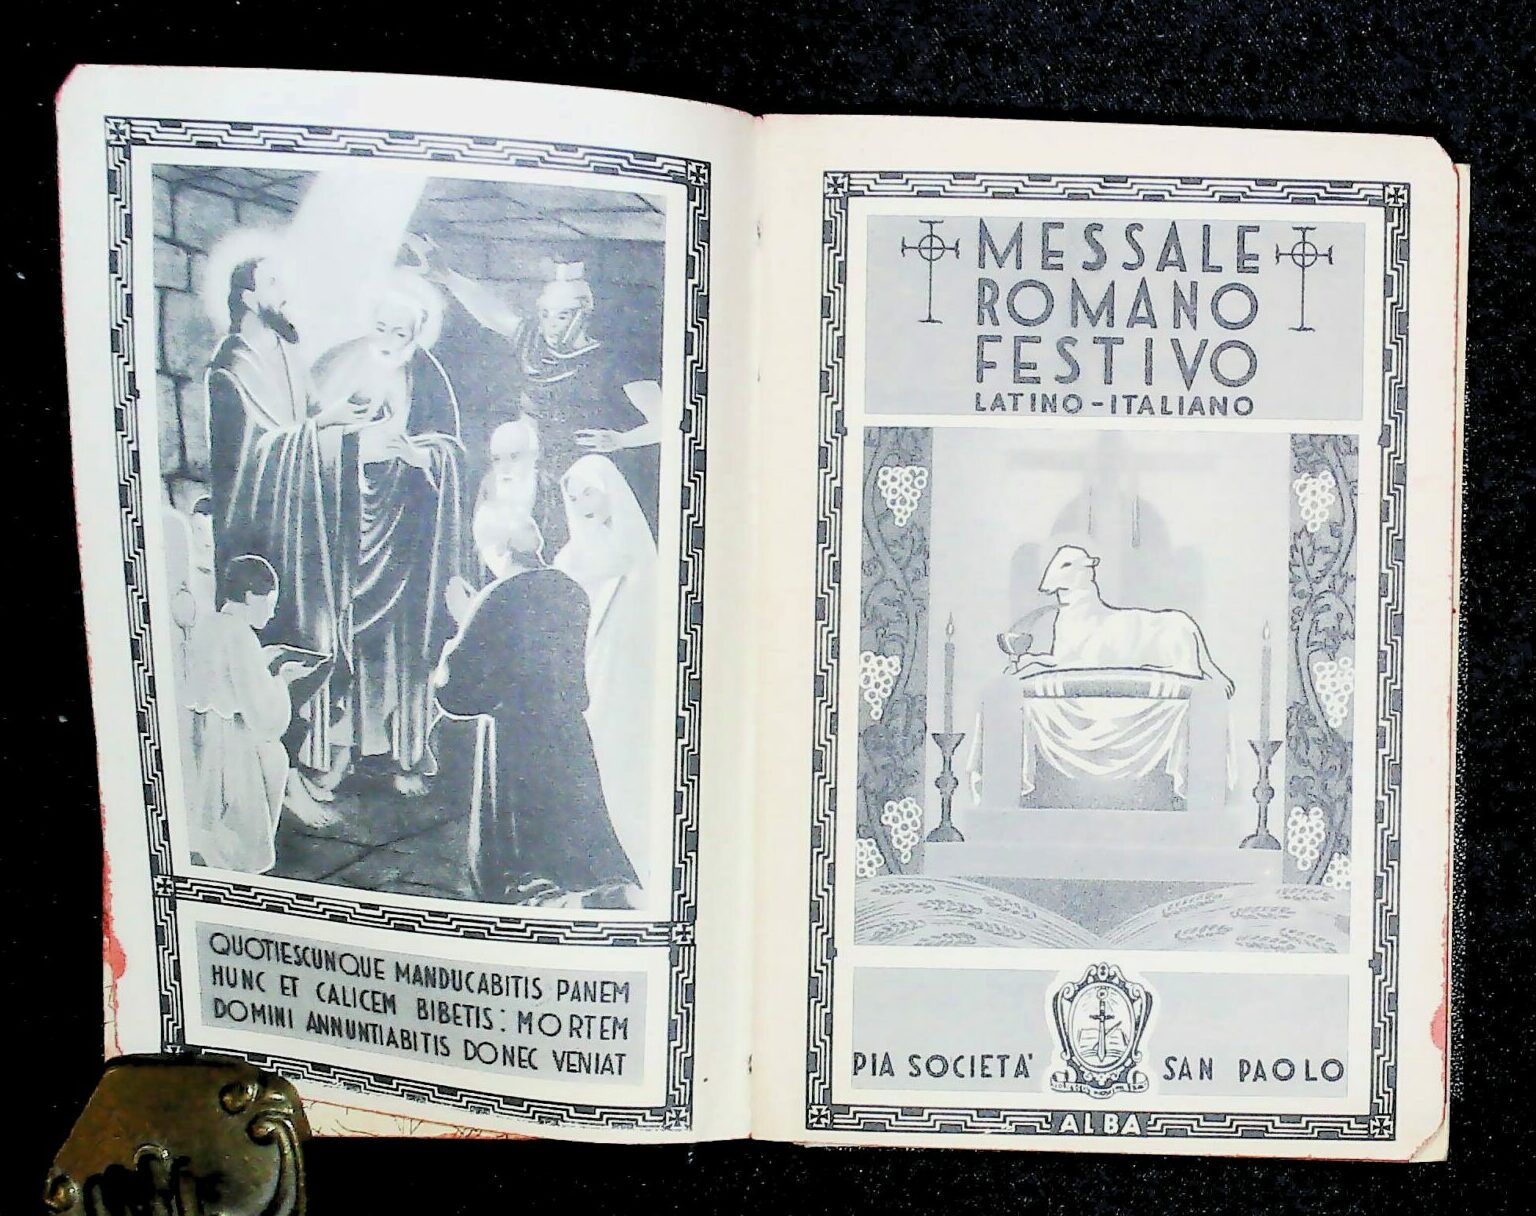 QUOTIESCUNQUE MANDUCABITIS PANEM
HUNC ET CALICEM BIBETIS: MORTEM
DOMINI ANNUNTIABITIS DONEC VENIAT
MESSALE
ROMANO
FESTIVO
LATINO-ITALIANO
PIA SOCIETA' SAN PAOLO
ALBA